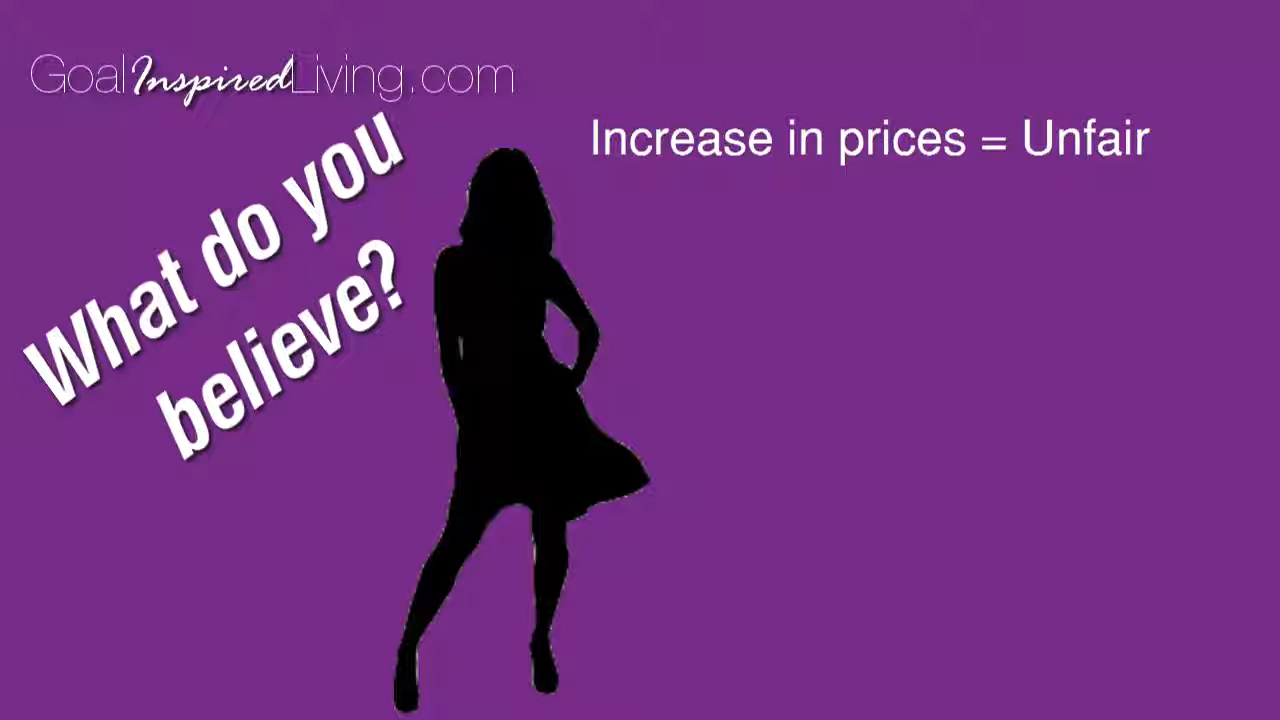 GoalInspiredLiving.com
What do you
believe?
Increase in prices = Unfair